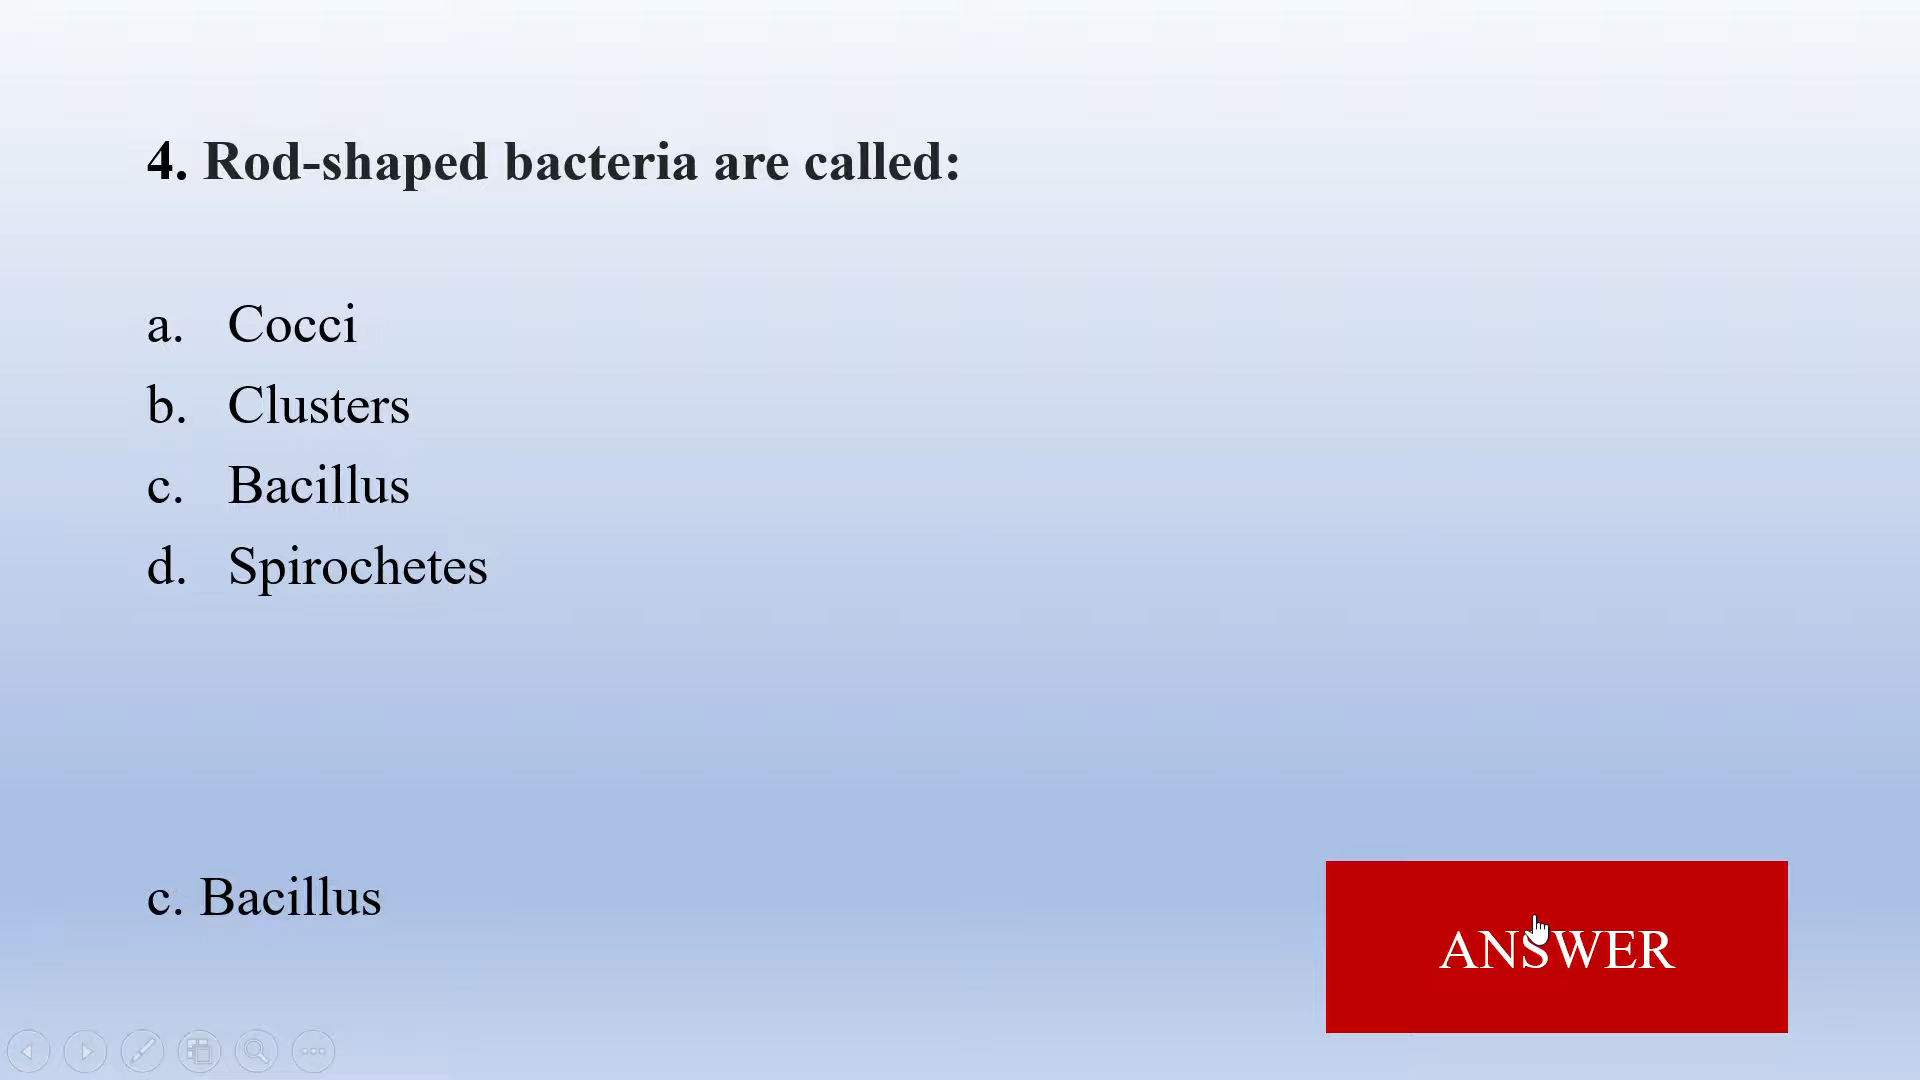 4. Rod-shaped bacteria are called:
a. Cocci
b. Clusters
c. Bacillus
d. Spirochetes
c. Bacillus
ANSWER